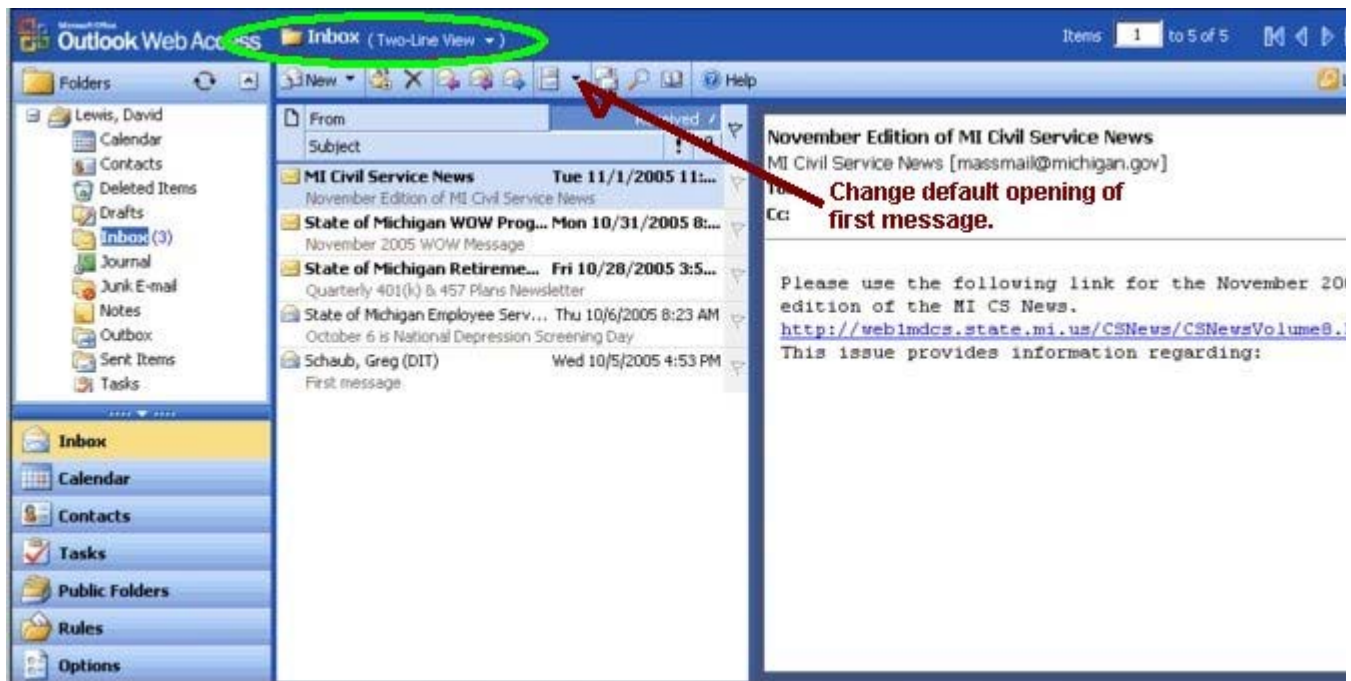 Microsoft Office
Outlook Web Access
Inbox (Two-Line View)
Items 1 to 5 of 5
Folders
New
Help
Lewis, David
Calendar
Contacts
Deleted Items
Drafts
Inbox (3)
Journal
Junk E-mail
Notes
Outbox
Sent Items
Tasks
Inbox
Calendar
Contacts
Tasks
Public Folders
Rules
Options
From
Subject !
MI Civil Service News Tue 11/1/2005 11:...
November Edition of MI Civil Service News
State of Michigan WOW Prog... Mon 10/31/2005 8:...
November 2005 WOW Message
State of Michigan Retireme... Fri 10/28/2005 3:5...
Quarterly 401(k) & 457 Plans Newsletter
State of Michigan Employee Serv... Thu 10/6/2005 8:23 AM
October 6 is National Depression Screening Day
Schaub, Greg (DIT) Wed 10/5/2005 4:53 PM
First message
November Edition of MI Civil Service News
MI Civil Service News [massmail@michigan.gov]
Cc:
Change default opening of
first message.
Please use the following link for the November 20
edition of the MI CS News.
http://web1mdcs.state.mi.us/CSNews/CSNewsVolume8.
This issue provides information regarding: